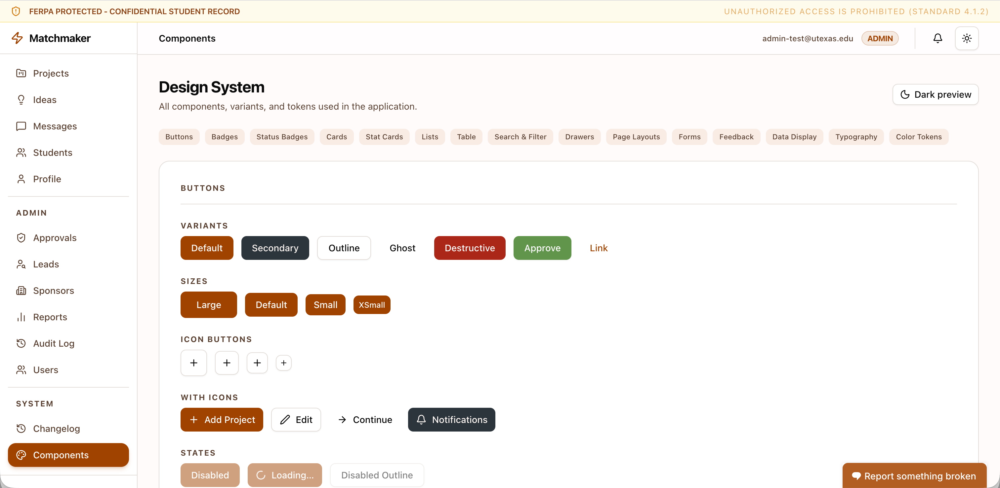 FERPA PROTECTED - CONFIDENTIAL STUDENT RECORD
UNAUTHORIZED ACCESS IS PROHIBITED (STANDARD 4.1.2)
Matchmaker
Components
admin-test@utexas.edu
ADMIN
Projects
Ideas
Messages
Students
Profile
ADMIN
Approvals
Leads
Sponsors
Reports
Audit Log
Users
SYSTEM
Changelog
Components
Design System
All components, variants, and tokens used in the application.
Dark preview
Buttons
Badges
Status Badges
Cards
Stat Cards
Lists
Table
Search & Filter
Drawers
Page Layouts
Forms
Feedback
Data Display
Typography
Color Tokens
BUTTONS
VARIANTS
Default
Secondary
Outline
Ghost
Destructive
Approve
Link
SIZES
Large
Default
Small
XSmall
ICON BUTTONS
WITH ICONS
Add Project
Edit
Continue
Notifications
STATES
Disabled
Loading...
Disabled Outline
Report something broken